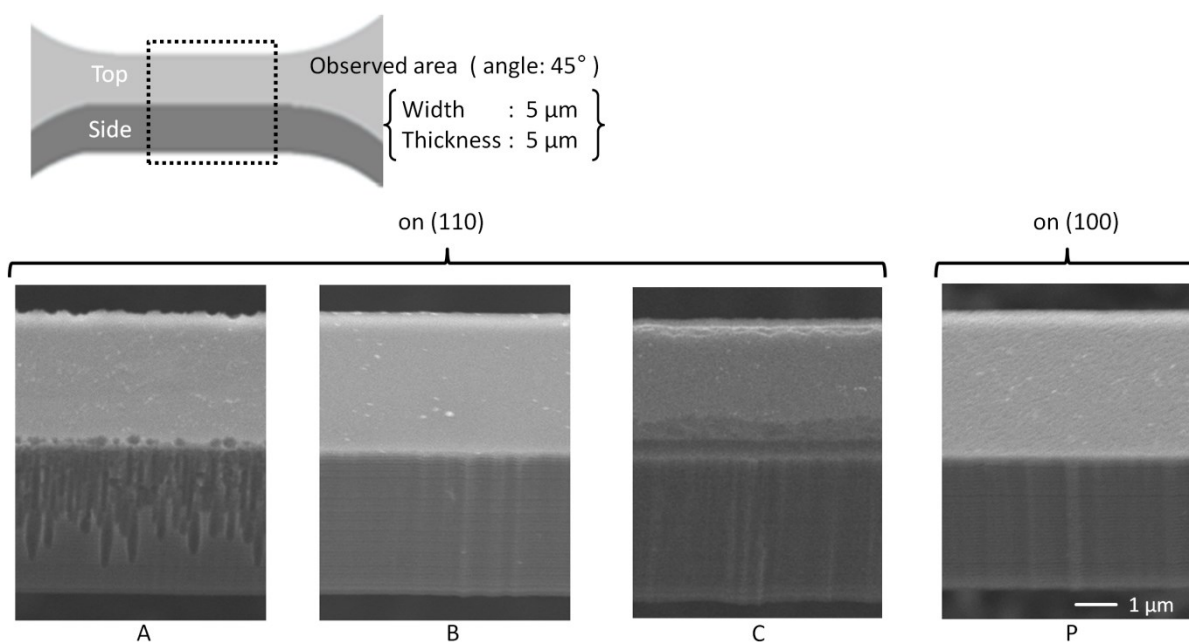 Top
Side
Observed area ( angle: 45° )
Width : 5 μm
Thickness : 5 μm
on (110)
on (100)
1 μm
A
B
C
P